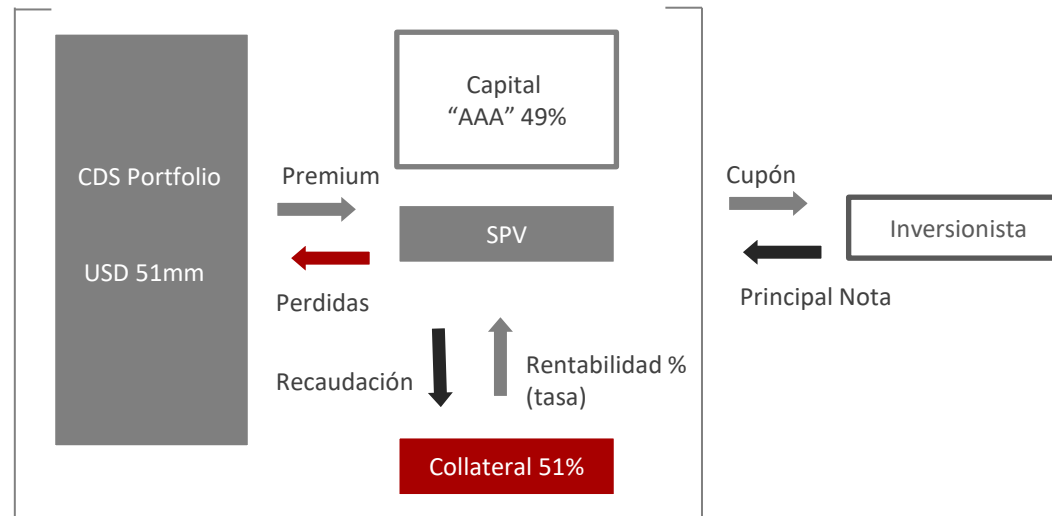 Capital
“AAA” 49%
CDS Portfolio
USD 51mm
Premium
SPV
Perdidas
Recaudación
Rentabilidad %
(tasa)
Collateral 51%
Cupón
Inversionista
Principal Nota